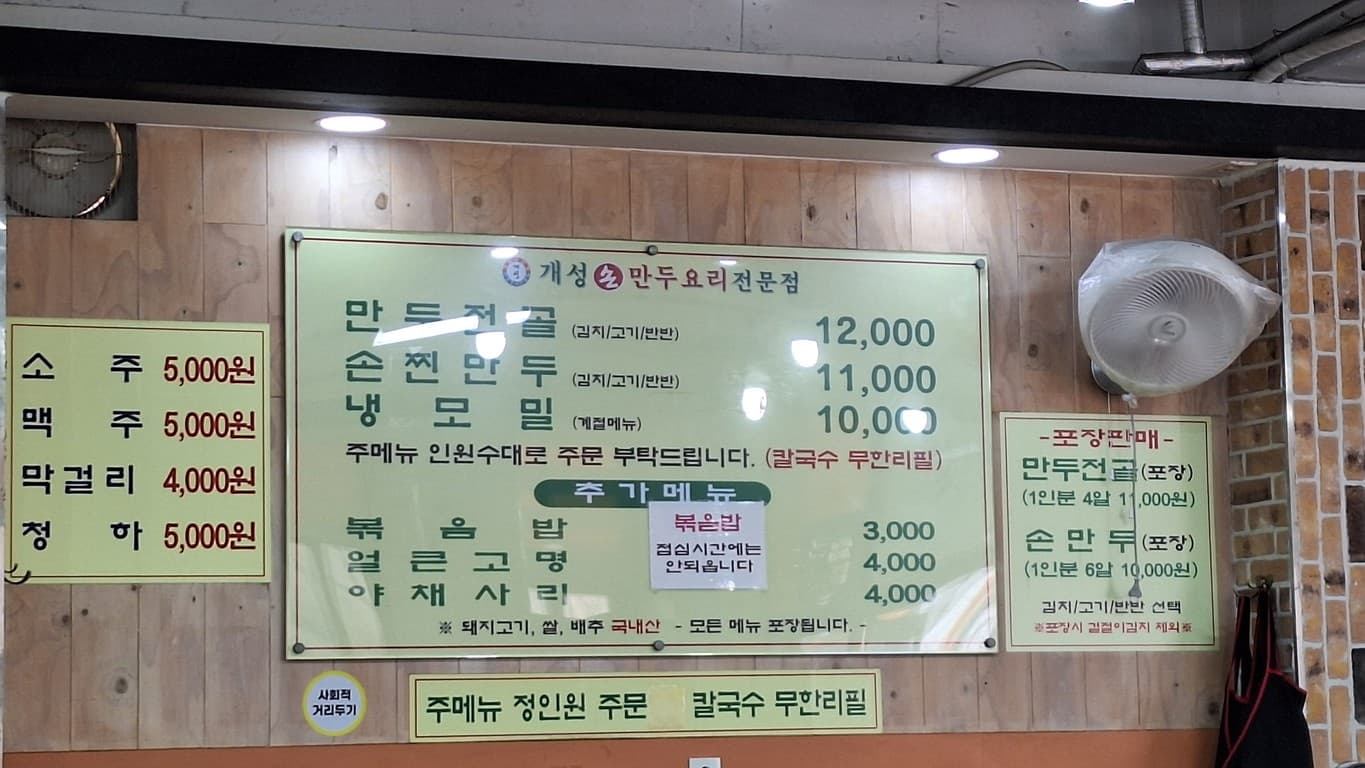 소 주 5,000원
맥 주 5,000원
막걸리 4,000원
청 하 5,000원
개성 손 만두요리전문점
만두전골 (김치/고기/반반) 12,000
손찐만두 (김치/고기/반반) 11,000
냉모밀 (계절메뉴) 10,000
주메뉴 인원수대로 주문 부탁드립니다. (칼국수 무한리필)
추가메뉴
볶음밥 3,000
얼큰고명 4,000
야채사리 4,000
볶음밥
점심시간에는
안되읍니다
※ 돼지고기, 쌀, 배추 국내산 - 모든 메뉴 포장됩니다. -
-포장판매-
만두전골(포장)
(1인분 4알 11,000원)
손만두(포장)
(1인분 6알 10,000원)
김치/고기/반반 선택
※포장시 겉절이김치 제외※
사회적
거리두기
주메뉴 정인원 주문 칼국수 무한리필